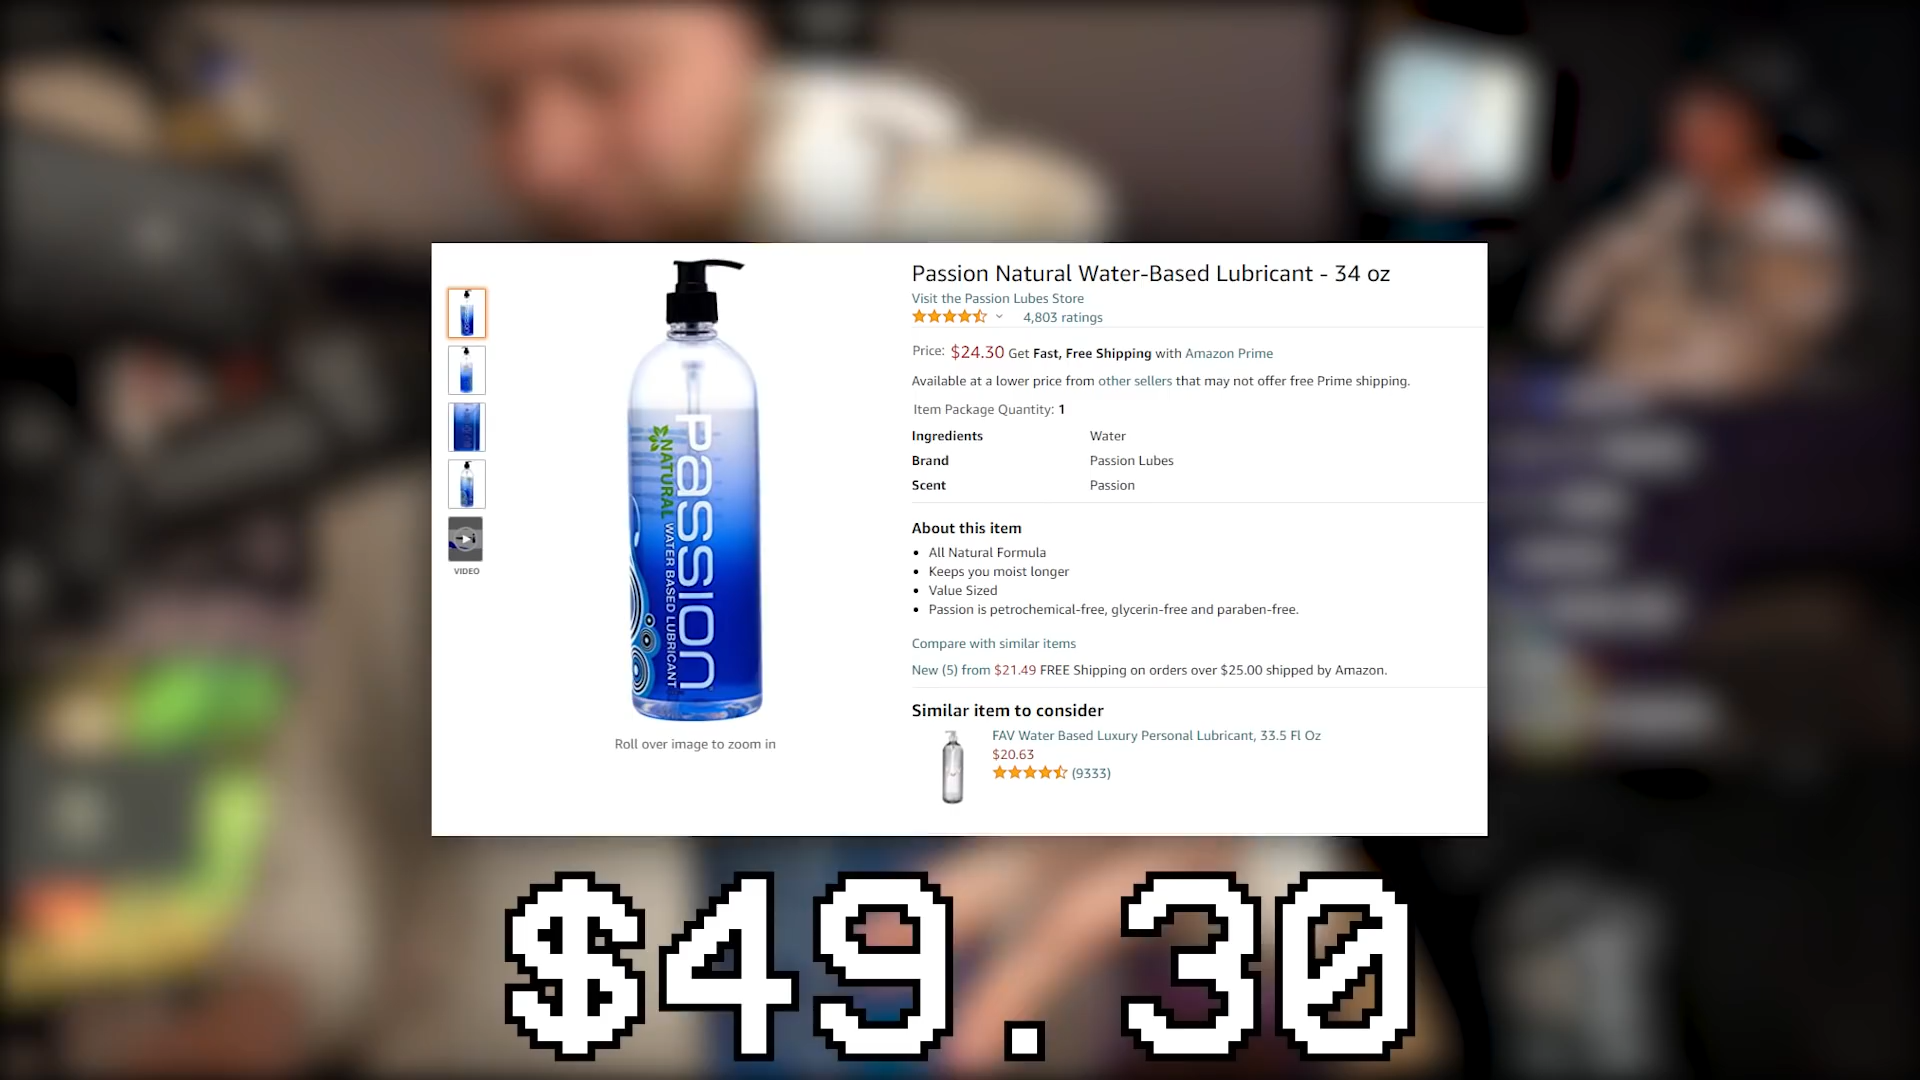 Passion Natural Water-Based Lubricant - 34 oz
Visit the Passion Lubes Store
4,803 ratings
Price: $24.30 Get Fast, Free Shipping with Amazon Prime
Available at a lower price from other sellers that may not offer free Prime shipping.
Item Package Quantity: 1
Ingredients Water
Brand Passion Lubes
Scent Passion
About this item
• All Natural Formula
• Keeps you moist longer
• Value Sized
• Passion is petrochemical-free, glycerin-free and paraben-free.
Compare with similar items
New (5) from $21.49 FREE Shipping on orders over $25.00 shipped by Amazon.
Similar item to consider
FAV Water Based Luxury Personal Lubricant, 33.5 Fl Oz
$20.63
(9333)
VIDEO
passion
NATURAL WATER BASED LUBRICANT
Roll over image to zoom in
$49.30